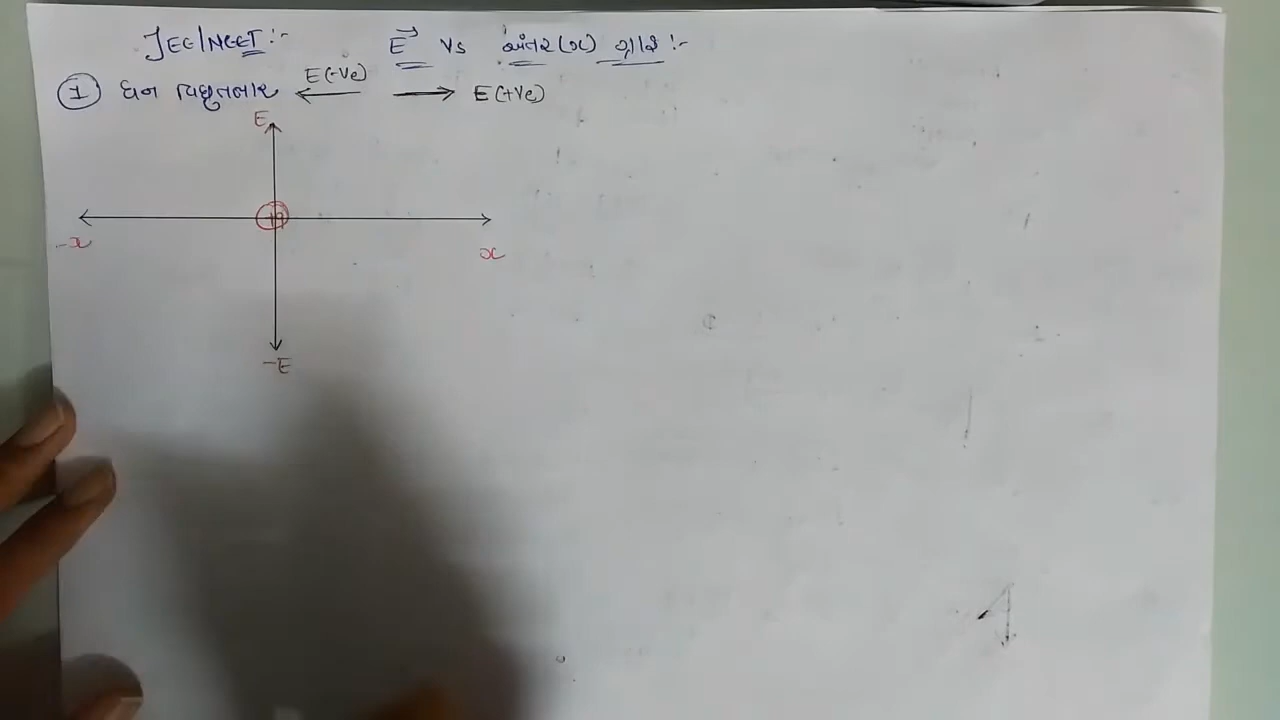 JEE/NEET :- E⃗ vs અંતર(x) ગ્રાફ :-
① ધન વિદ્યુતભાર E(-ve) ← → E(+ve)
E
+q
-x x
-E